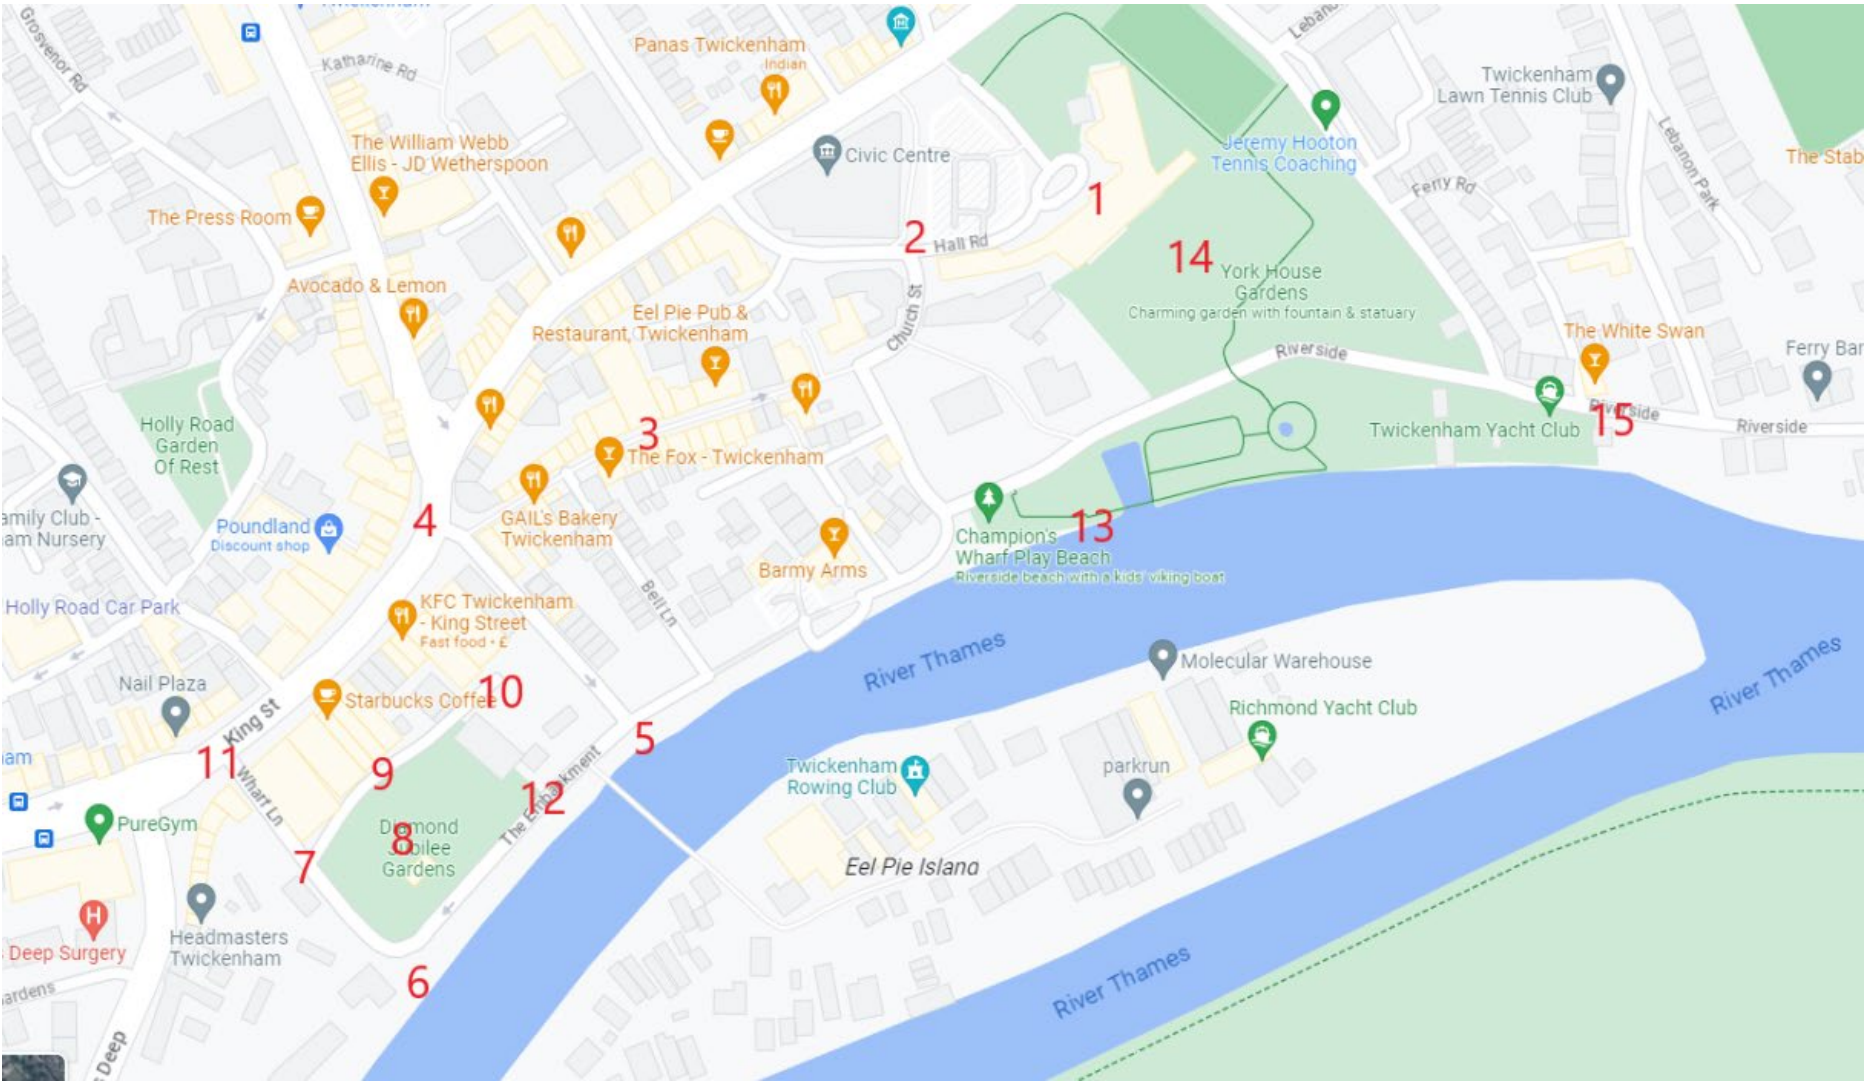 Grosvenor Rd
Katharine Rd
Panas Twickenham
Indian
The William Webb
Ellis - JD Wetherspoon
The Press Room
Avocado & Lemon
Civic Centre
1
2
Hall Rd
Twickenham
Lawn Tennis Club
Jeremy Hooton
Tennis Coaching
Lebanon Park
The Stab
Ferry Rd
14
York House
Gardens
Charming garden with fountain & statuary
Eel Pie Pub &
Restaurant, Twickenham
Church St
Riverside
The White Swan
Ferry Bar
Holly Road
Garden
Of Rest
3
The Fox - Twickenham
Twickenham Yacht Club
15
Riverside
Riverside
amily Club -
am Nursery
Poundland
Discount shop
4
GAIL's Bakery
Twickenham
Barmy Arms
13
Champion's
Wharf Play Beach
Riverside beach with a kids' viking boat
Holly Road Car Park
KFC Twickenham
- King Street
Fast food · £
Bell Ln
River Thames
Molecular Warehouse
River Thames
Nail Plaza
10
Starbucks Coffee
King St
5
Richmond Yacht Club
am
11
9
Wharf Ln
12
The Embankment
Twickenham
Rowing Club
parkrun
PureGym
Diamond
Jubilee
Gardens
8
7
Eel Pie Island
Deep Surgery
Headmasters
Twickenham
6
River Thames
ardens
s Deep